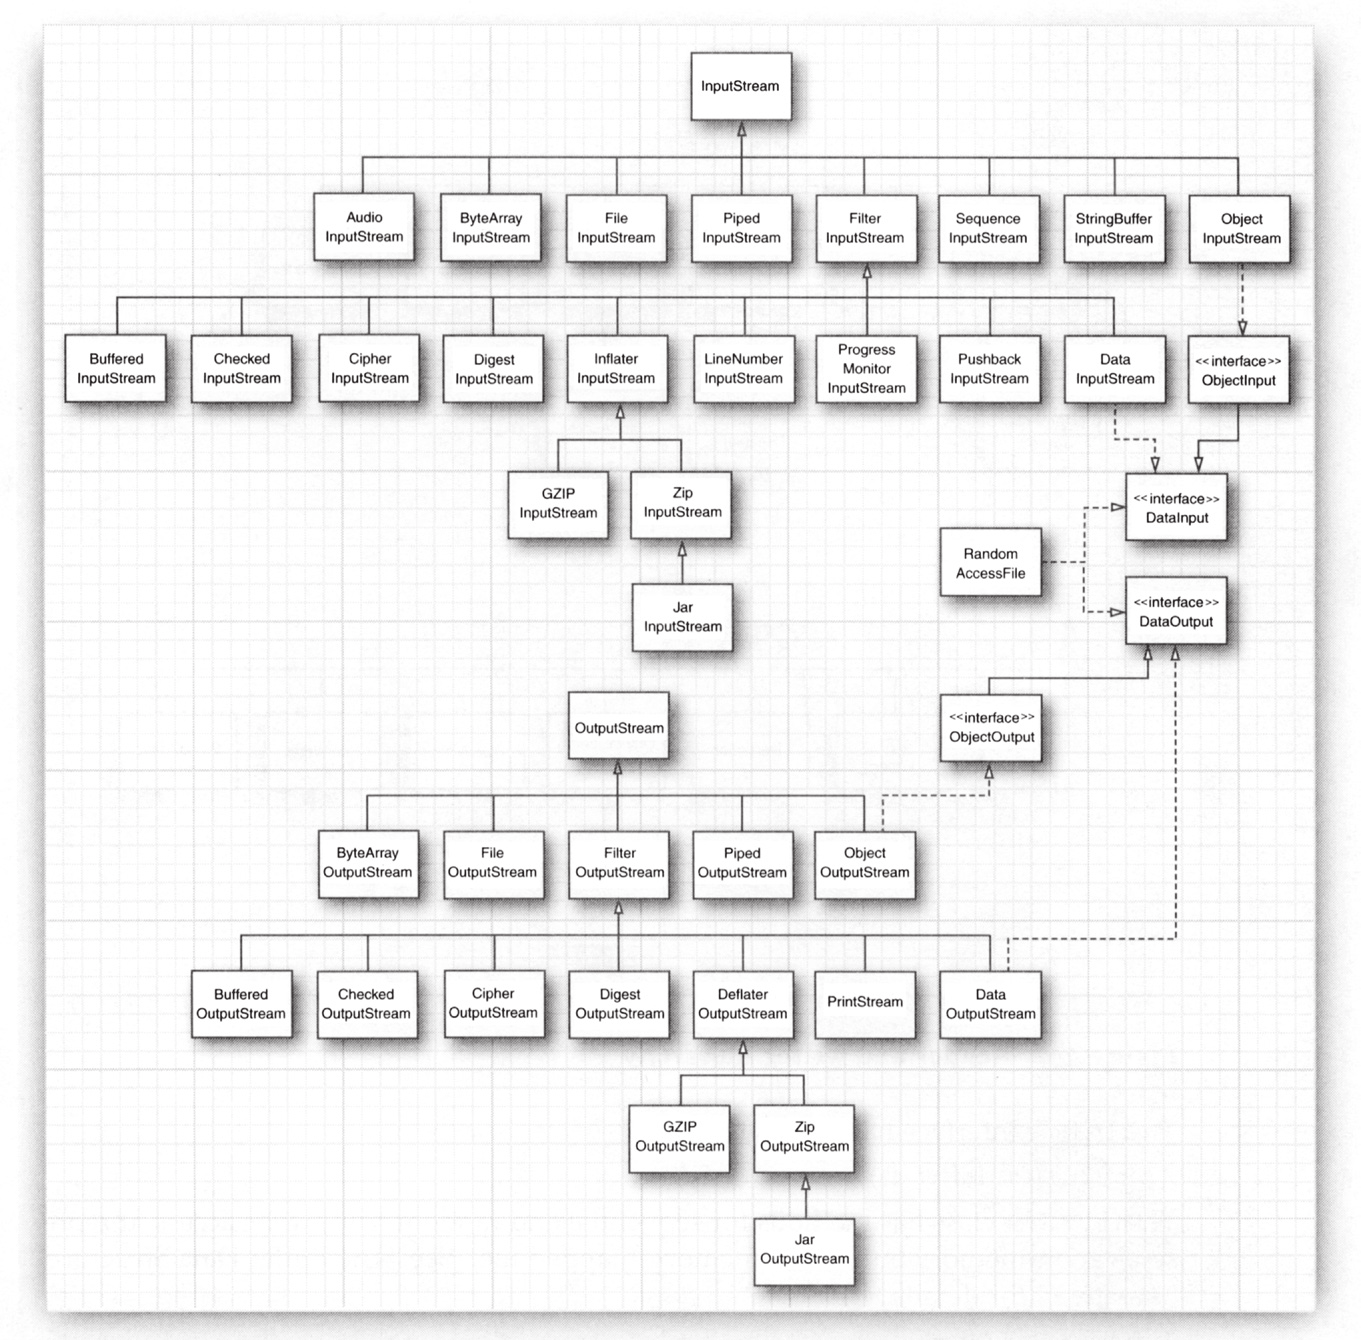 InputStream
Audio
InputStream
ByteArray
InputStream
File
InputStream
Piped
InputStream
Filter
InputStream
Sequence
InputStream
StringBuffer
InputStream
Object
InputStream
Buffered
InputStream
Checked
InputStream
Cipher
InputStream
Digest
InputStream
Inflater
InputStream
LineNumber
InputStream
Progress
Monitor
InputStream
Pushback
InputStream
Data
InputStream
<<interface>>
ObjectInput
GZIP
InputStream
Zip
InputStream
<<interface>>
DataInput
Random
AccessFile
Jar
InputStream
<<interface>>
DataOutput
OutputStream
<<interface>>
ObjectOutput
ByteArray
OutputStream
File
OutputStream
Filter
OutputStream
Piped
OutputStream
Object
OutputStream
Buffered
OutputStream
Checked
OutputStream
Cipher
OutputStream
Digest
OutputStream
Deflater
OutputStream
PrintStream
Data
OutputStream
GZIP
OutputStream
Zip
OutputStream
Jar
OutputStream